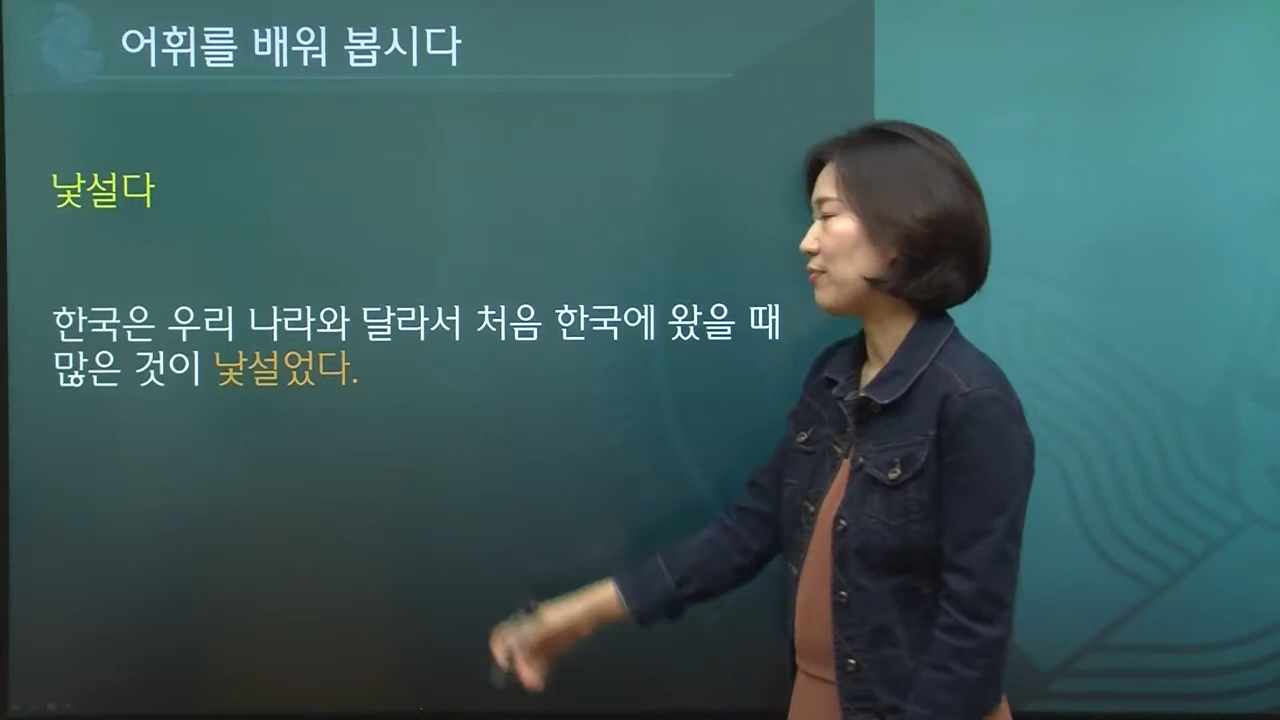 어휘를 배워 봅시다
낯설다
한국은 우리 나라와 달라서 처음 한국에 왔을 때
많은 것이 낯설었다.